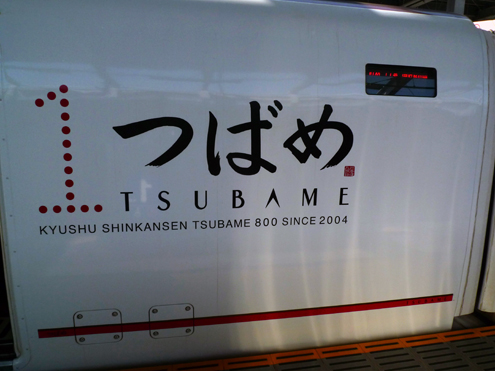 1
つばめ
TSUBAME
KYUSHU SHINKANSEN TSUBAME 800 SINCE 2004